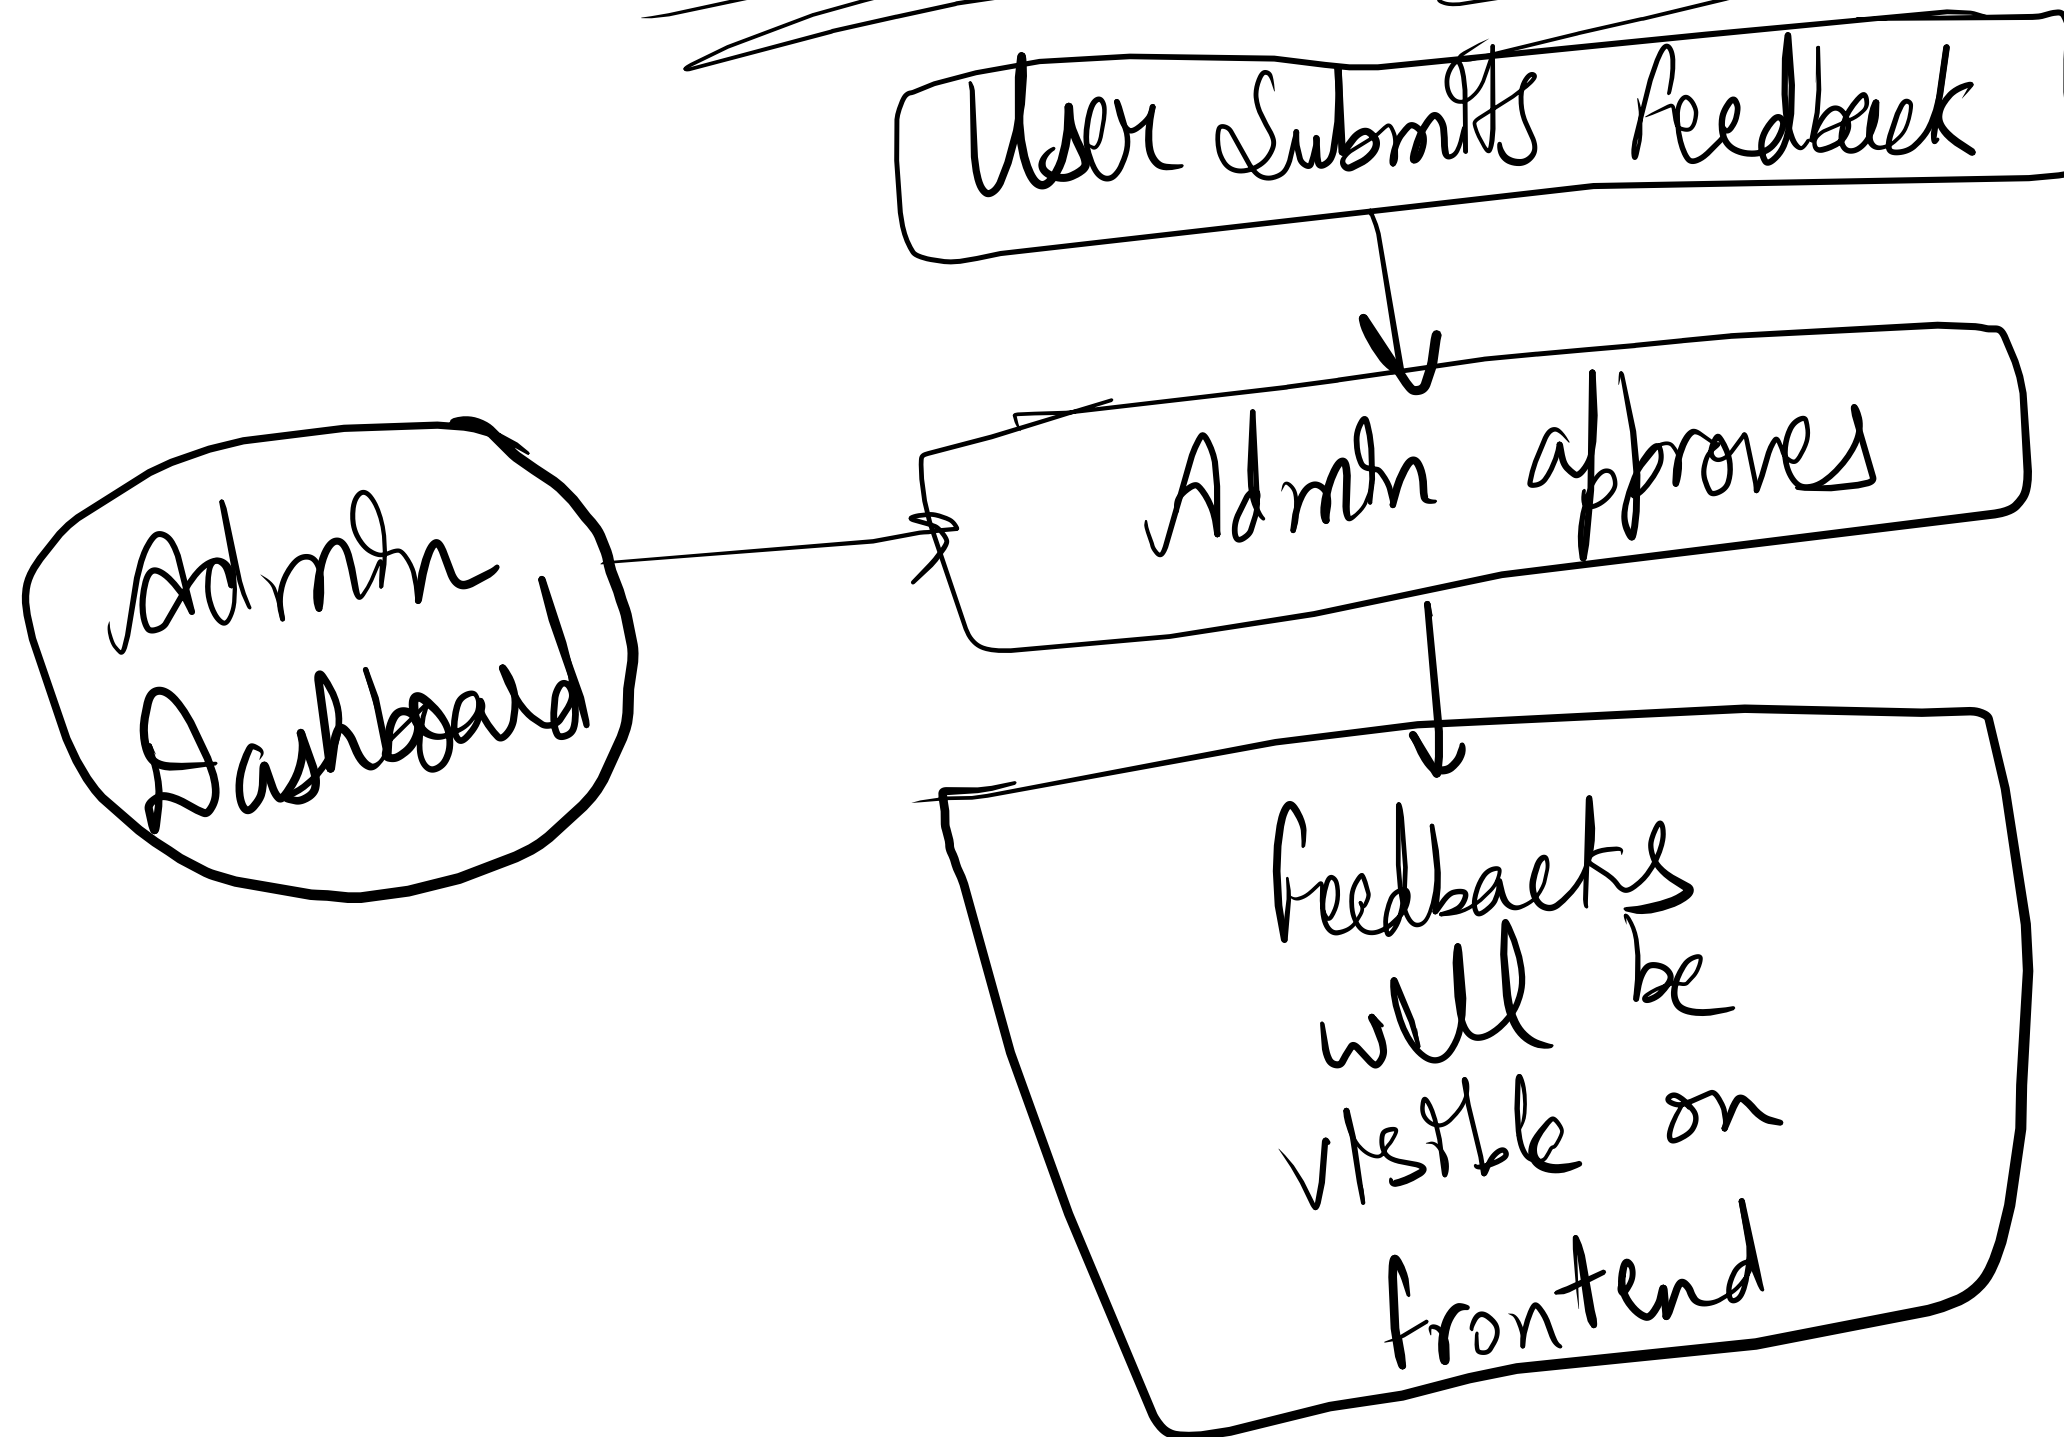 User Submits feedback
Admin approves
Admin
Dashboard
feedbacks
will be
visible on
frontend